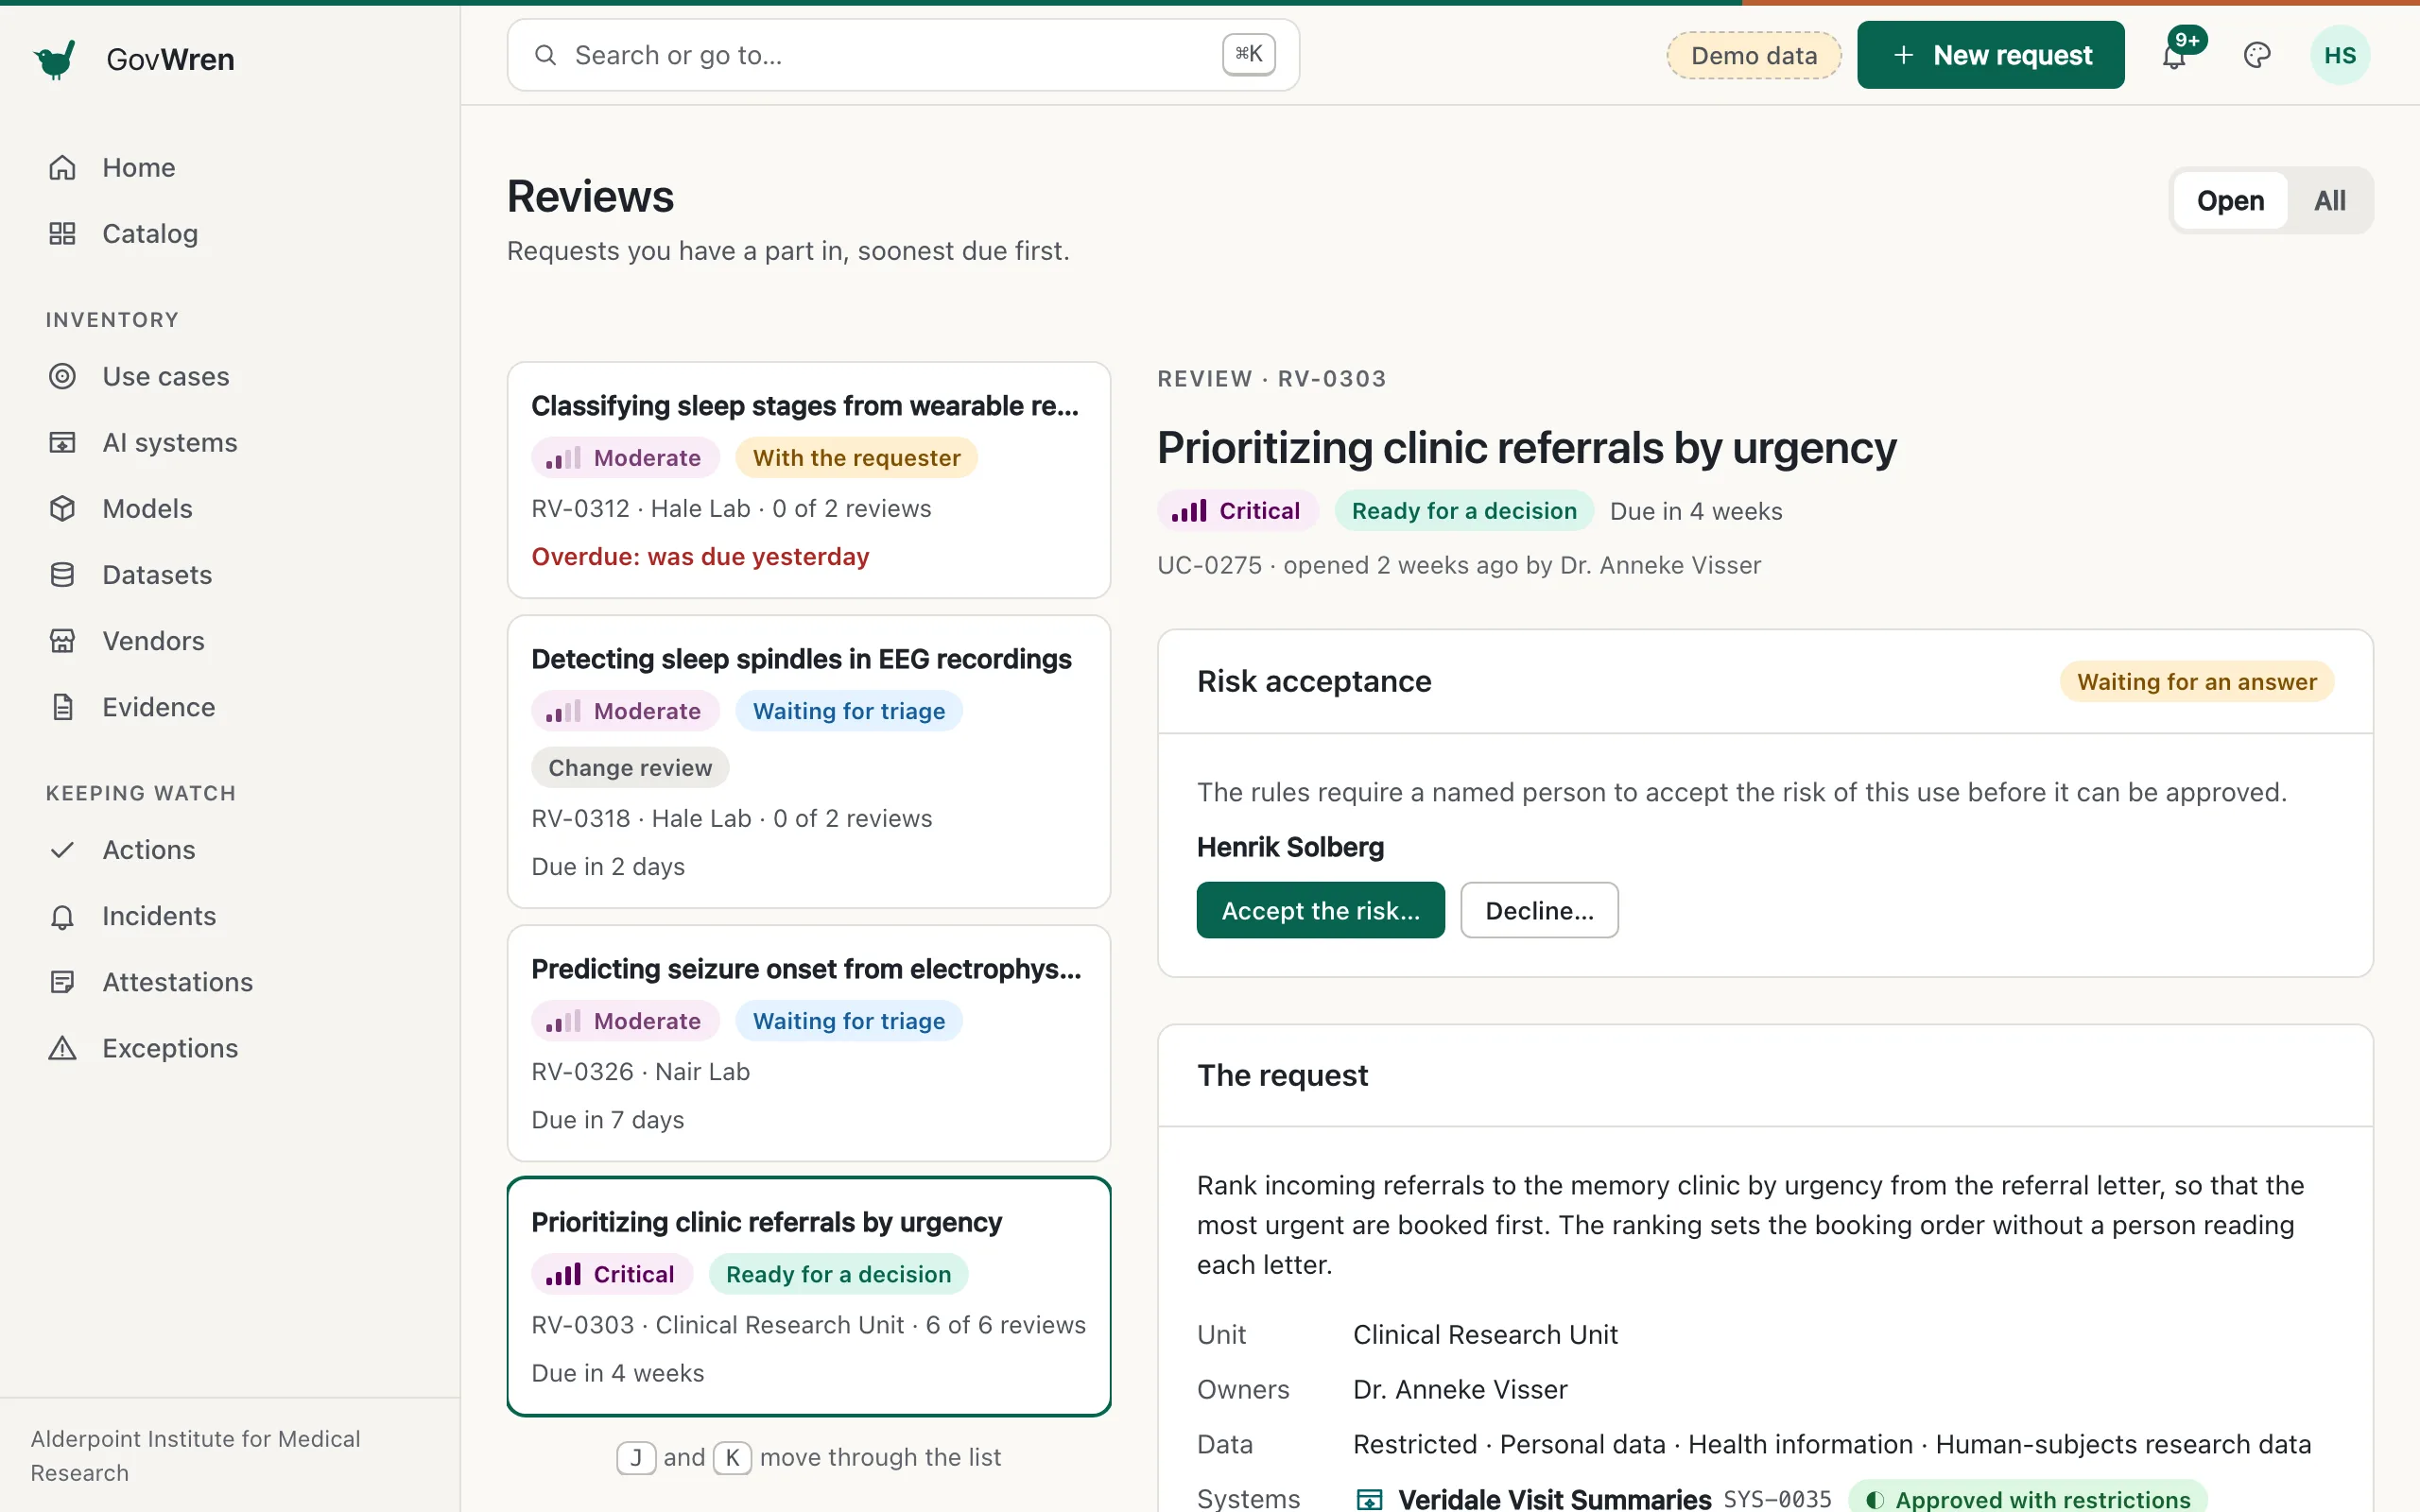 GovWren
Search or go to...
⌘K
Demo data
+ New request
9+
HS
Home
Catalog
INVENTORY
Use cases
AI systems
Models
Datasets
Vendors
Evidence
KEEPING WATCH
Actions
Incidents
Attestations
Exceptions
Alderpoint Institute for Medical
Research
Reviews
Requests you have a part in, soonest due first.
Open
All
Classifying sleep stages from wearable re...
Moderate
With the requester
RV-0312 · Hale Lab · 0 of 2 reviews
Overdue: was due yesterday
Detecting sleep spindles in EEG recordings
Moderate
Waiting for triage
Change review
RV-0318 · Hale Lab · 0 of 2 reviews
Due in 2 days
Predicting seizure onset from electrophys...
Moderate
Waiting for triage
RV-0326 · Nair Lab
Due in 7 days
Prioritizing clinic referrals by urgency
Critical
Ready for a decision
RV-0303 · Clinical Research Unit · 6 of 6 reviews
Due in 4 weeks
J and K move through the list
REVIEW · RV-0303
Prioritizing clinic referrals by urgency
Critical
Ready for a decision
Due in 4 weeks
UC-0275 · opened 2 weeks ago by Dr. Anneke Visser
Risk acceptance
Waiting for an answer
The rules require a named person to accept the risk of this use before it can be approved.
Henrik Solberg
Accept the risk...
Decline...
The request
Rank incoming referrals to the memory clinic by urgency from the referral letter, so that the
most urgent are booked first. The ranking sets the booking order without a person reading
each letter.
Unit
Clinical Research Unit
Owners
Dr. Anneke Visser
Data
Restricted · Personal data · Health information · Human-subjects research data
Systems
Veridale Visit Summaries SYS-0035
Approved with restrictions